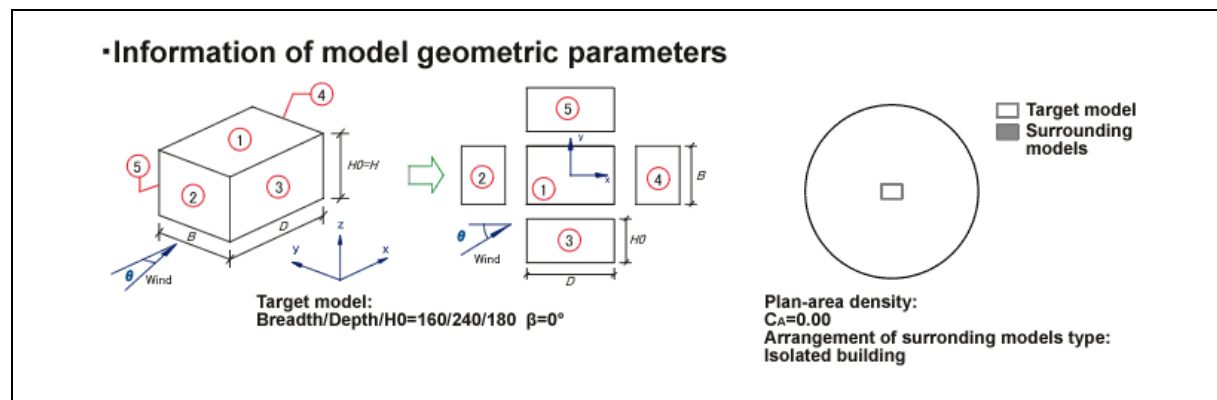 ·Information of model geometric parameters
4
1
5
2
3
H0=H
B
D
θ
Wind
z
y
x
5
y
x
2
1
4
B
θ
Wind
3
H0
D
Target model:
Breadth/Depth/H0=160/240/180 β=0°
Target model
Surrounding
models
Plan-area density:
CA=0.00
Arrangement of surronding models type:
Isolated building